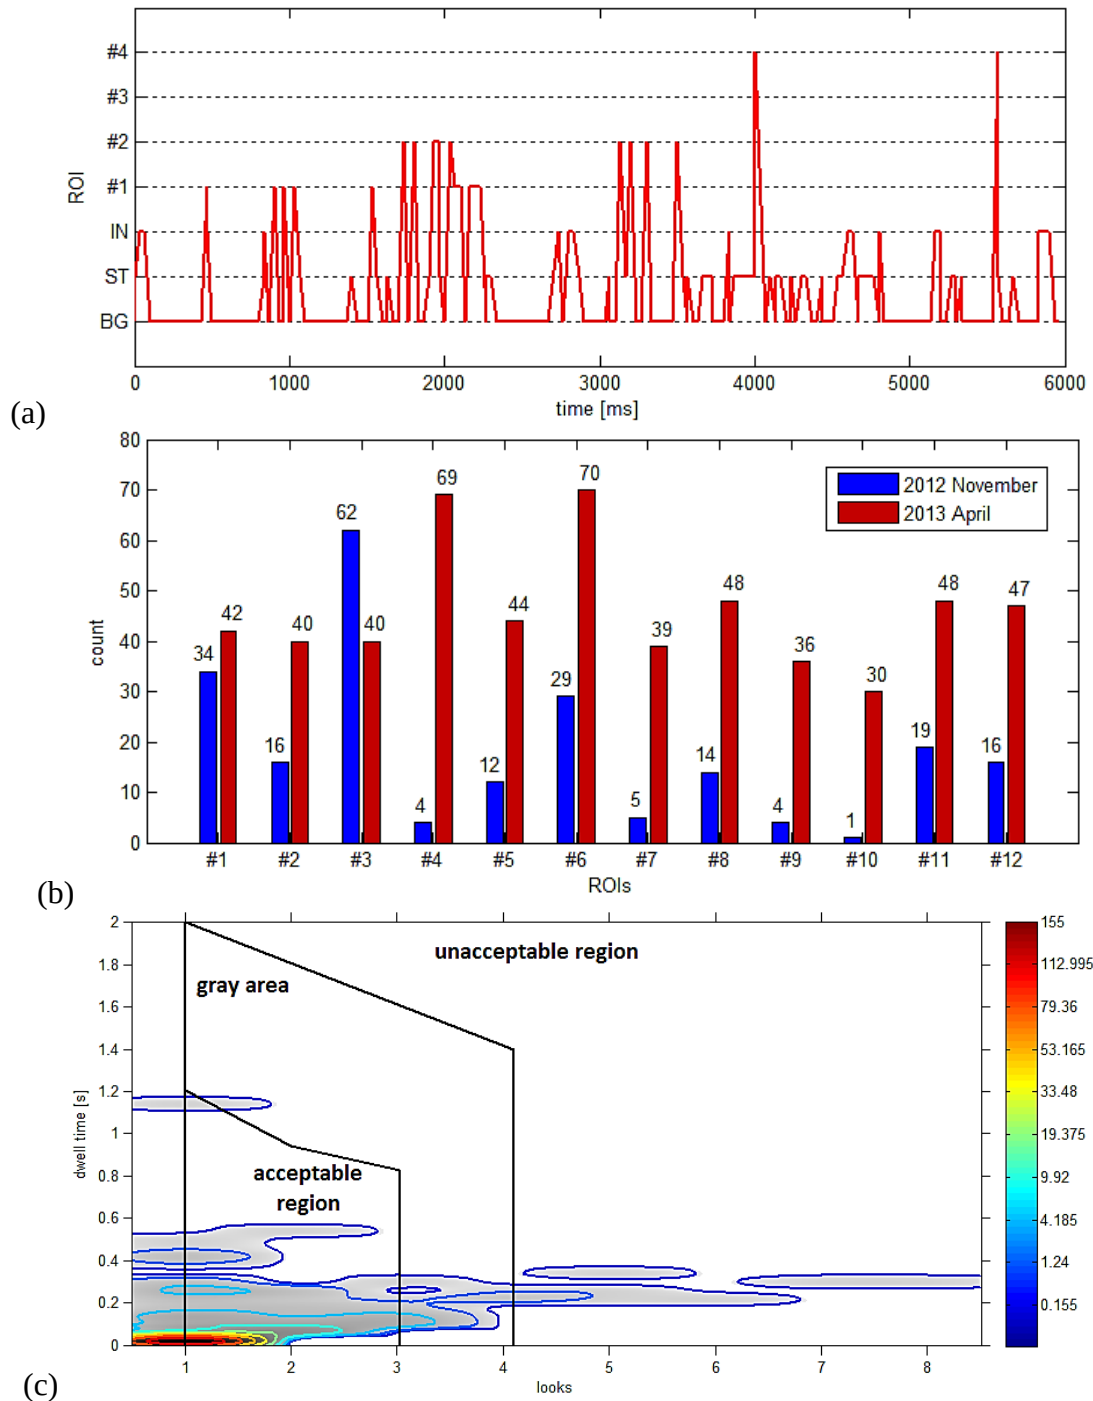 #4
#3
#2
#1
IN
ST
BG
ROI
0 1000 2000 3000 4000 5000 6000
time [ms]
(a)
80
70
60
50
40
30
20
10
0
count
2012 November
2013 April
34 42
16 40
62 40
4 69
12 44
29 70
5 39
14 48
4 36
1 30
19 48
16 47
#1 #2 #3 #4 #5 #6 #7 #8 #9 #10 #11 #12
ROIs
(b)
2
1.8
1.6
1.4
1.2
1
0.8
0.6
0.4
0.2
0
dwell time [s]
unacceptable region
gray area
acceptable
region
1 2 3 4 5 6 7 8
looks
155
112.995
79.36
53.165
33.48
19.375
9.92
4.185
1.24
0.155
(c)